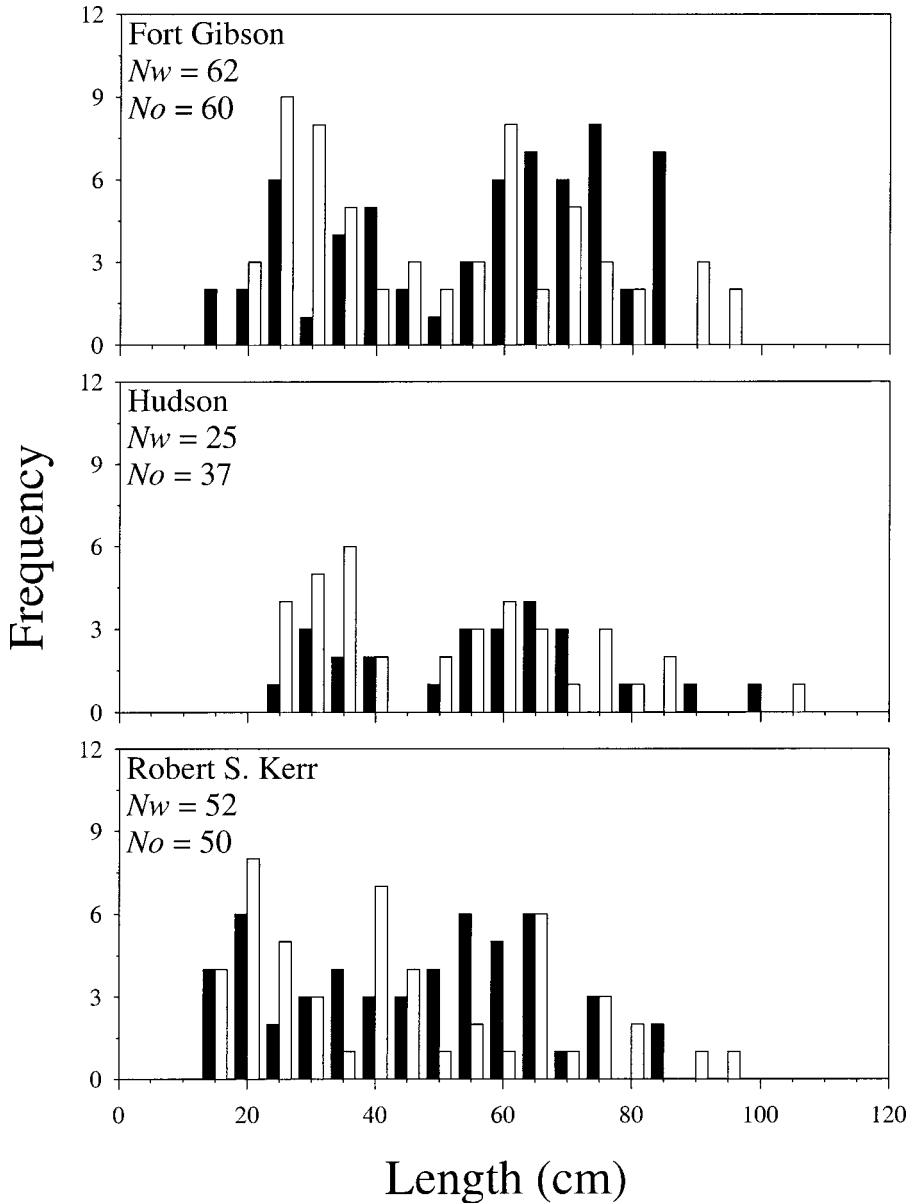 Frequency
12
9
6
3
0
Fort Gibson
Nw = 62
No = 60
12
9
6
3
0
Hudson
Nw = 25
No = 37
12
9
6
3
0
Robert S. Kerr
Nw = 52
No = 50
0 20 40 60 80 100 120
Length (cm)